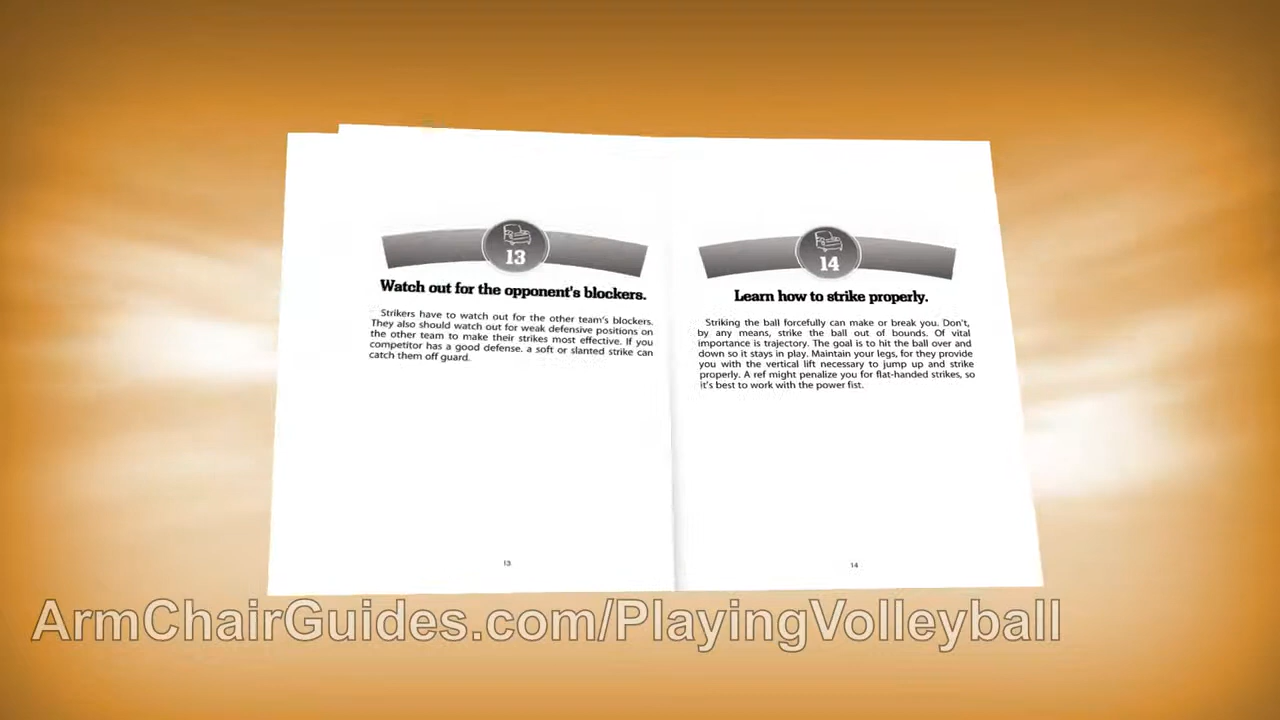 13
Watch out for the opponent's blockers.
Strikers have to watch out for the other team's blockers.
They also should watch out for weak defensive positions on
the other team to make their strikes most effective. If you
competitor has a good defense. a soft or slanted strike can
catch them off guard.
13
14
Learn how to strike properly.
Striking the ball forcefully can make or break you. Don't,
by any means, strike the ball out of bounds. Of vital
importance is trajectory. The goal is to hit the ball over and
down so it stays in play. Maintain your legs, for they provide
you with the vertical lift necessary to jump up and strike
properly. A ref might penalize you for flat-handed strikes, so
it's best to work with the power fist.
14
ArmChairGuides.com/PlayingVolleyball